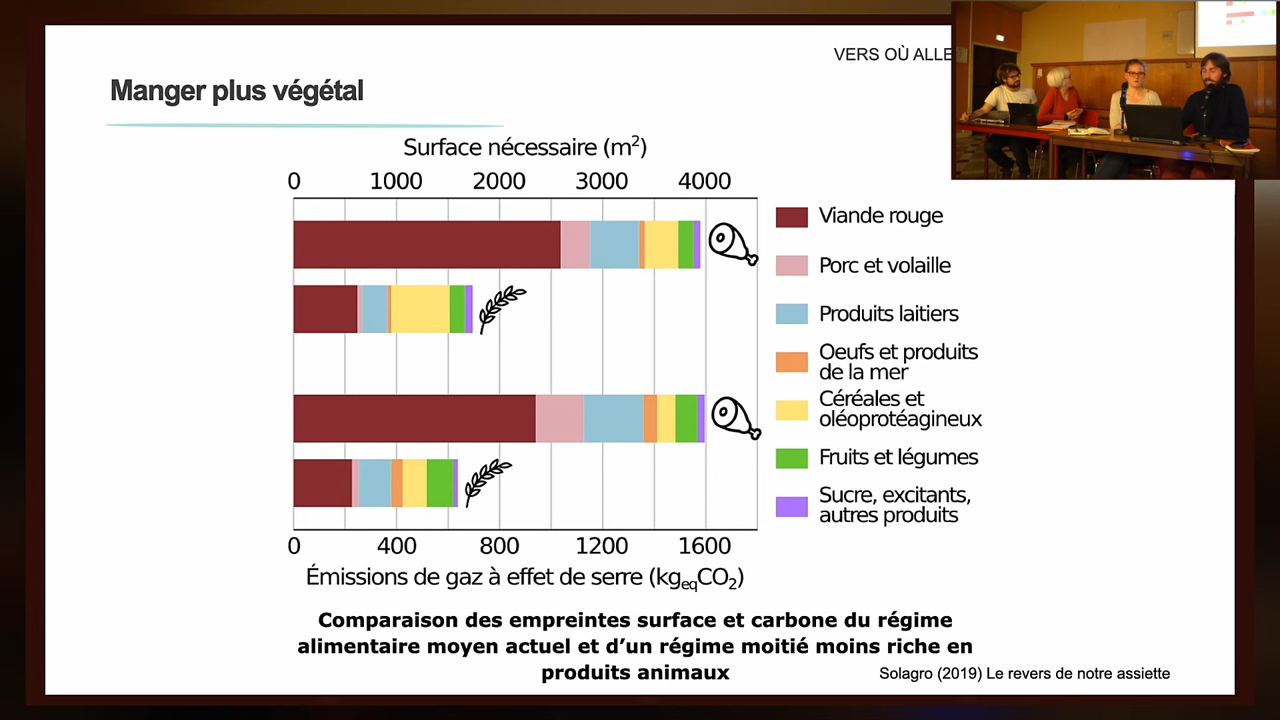 VERS OÙ ALLE
Manger plus végétal
Surface nécessaire (m²)
0 1000 2000 3000 4000
Viande rouge
Porc et volaille
Produits laitiers
Oeufs et produits
de la mer
Céréales et
oléoprotéagineux
Fruits et légumes
Sucre, excitants,
autres produits
0 400 800 1200 1600
Émissions de gaz à effet de serre (kgeqCO₂)
Comparaison des empreintes surface et carbone du régime
alimentaire moyen actuel et d’un régime moitié moins riche en
produits animaux
Solagro (2019) Le revers de notre assiette